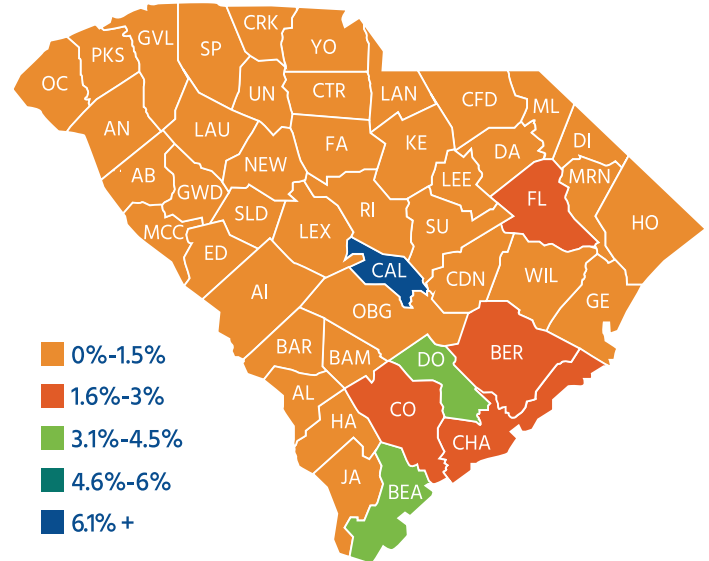 CRK
GVL
SP
YO
PKS
OC
UN
CTR
LAN
CFD
ML
AN
LAU
FA
KE
DA
DI
AB
NEW
LEE
MRN
GWD
FL
MCC
SLD
LEX
RI
SU
HO
ED
CAL
CDN
WIL
AI
OBG
GE
BAR
BAM
DO
BER
AL
HA
CO
CHA
JA
BEA
0%-1.5%
1.6%-3%
3.1%-4.5%
4.6%-6%
6.1% +